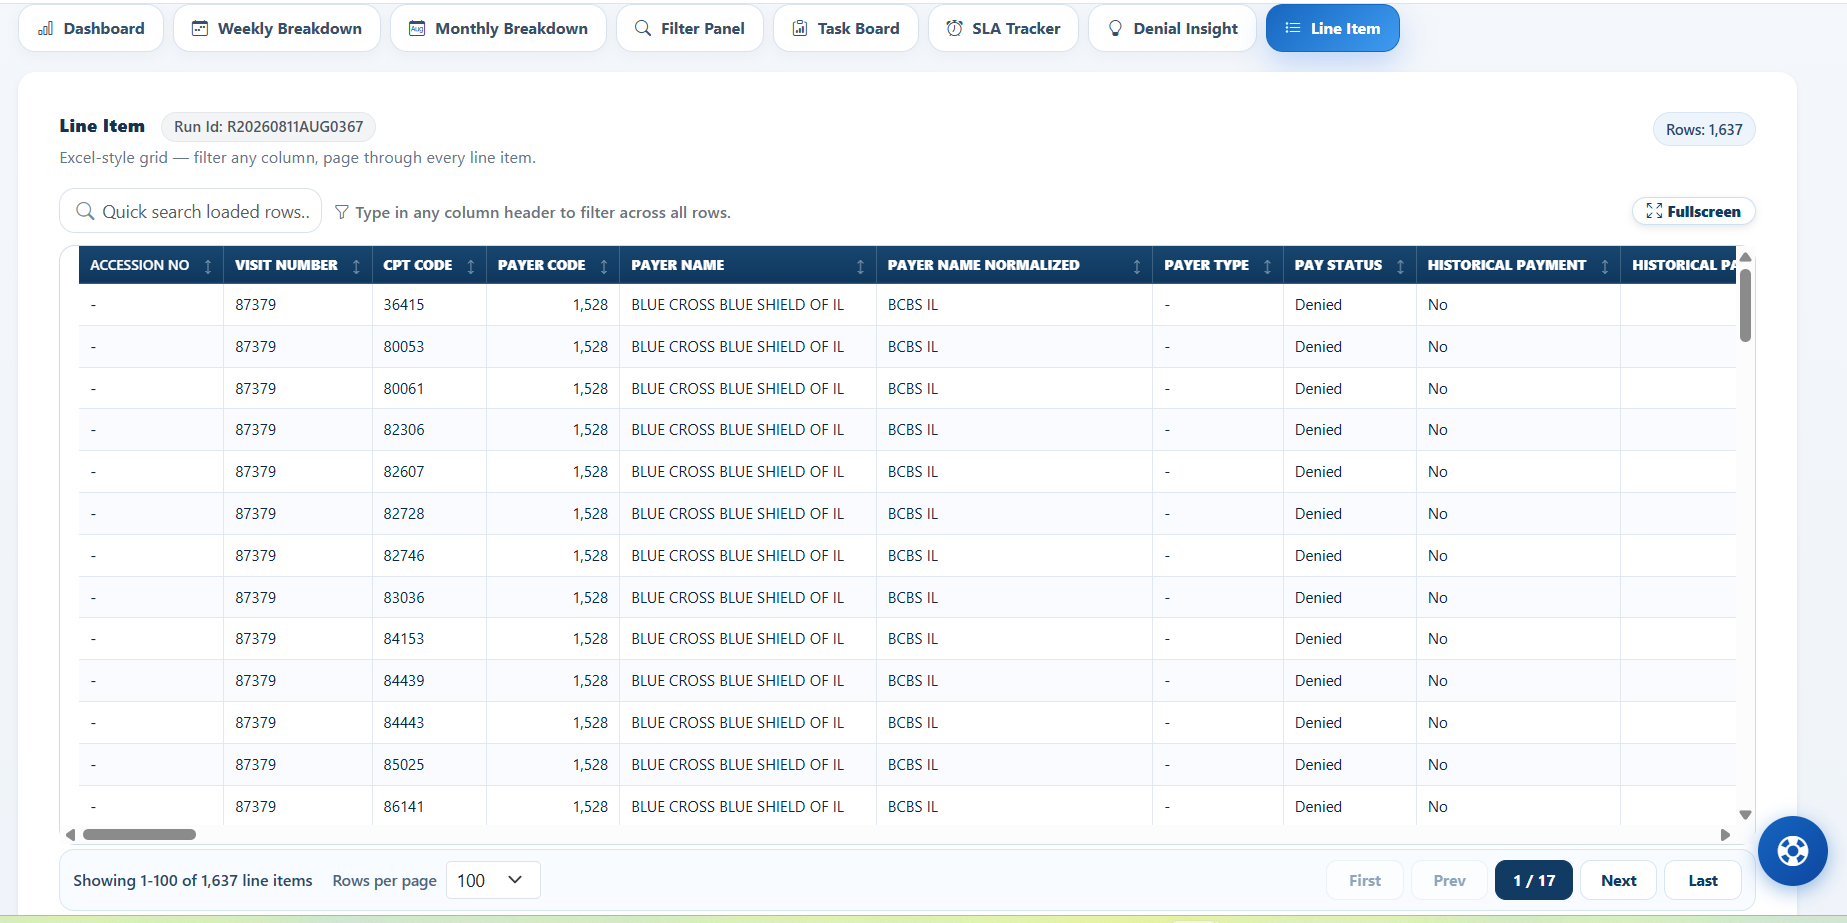 Dashboard Weekly Breakdown Aug Monthly Breakdown Filter Panel Task Board SLA Tracker Denial Insight Line Item
Line Item Run Id: R20260811AUG0367 Rows: 1,637
Excel-style grid — filter any column, page through every line item.
Quick search loaded rows.. Type in any column header to filter across all rows. Fullscreen
ACCESSION NO VISIT NUMBER CPT CODE PAYER CODE PAYER NAME PAYER NAME NORMALIZED PAYER TYPE PAY STATUS HISTORICAL PAYMENT HISTORICAL PA
- 87379 36415 1,528 BLUE CROSS BLUE SHIELD OF IL BCBS IL - Denied No
- 87379 80053 1,528 BLUE CROSS BLUE SHIELD OF IL BCBS IL - Denied No
- 87379 80061 1,528 BLUE CROSS BLUE SHIELD OF IL BCBS IL - Denied No
- 87379 82306 1,528 BLUE CROSS BLUE SHIELD OF IL BCBS IL - Denied No
- 87379 82607 1,528 BLUE CROSS BLUE SHIELD OF IL BCBS IL - Denied No
- 87379 82728 1,528 BLUE CROSS BLUE SHIELD OF IL BCBS IL - Denied No
- 87379 82746 1,528 BLUE CROSS BLUE SHIELD OF IL BCBS IL - Denied No
- 87379 83036 1,528 BLUE CROSS BLUE SHIELD OF IL BCBS IL - Denied No
- 87379 84153 1,528 BLUE CROSS BLUE SHIELD OF IL BCBS IL - Denied No
- 87379 84439 1,528 BLUE CROSS BLUE SHIELD OF IL BCBS IL - Denied No
- 87379 84443 1,528 BLUE CROSS BLUE SHIELD OF IL BCBS IL - Denied No
- 87379 85025 1,528 BLUE CROSS BLUE SHIELD OF IL BCBS IL - Denied No
- 87379 86141 1,528 BLUE CROSS BLUE SHIELD OF IL BCBS IL - Denied No
Showing 1-100 of 1,637 line items Rows per page 100 First Prev 1 / 17 Next Last